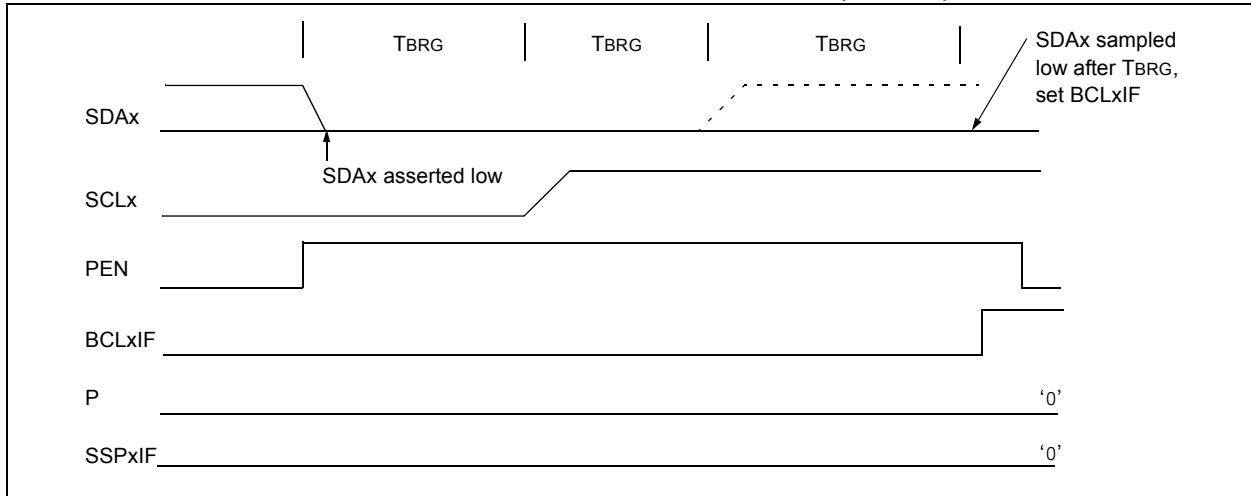 TBRG TBRG TBRG
SDAx sampled
low after TBRG,
set BCLxIF
SDAx
SDAx asserted low
SCLx
PEN
BCLxIF
P ‘0’
SSPxIF ‘0’